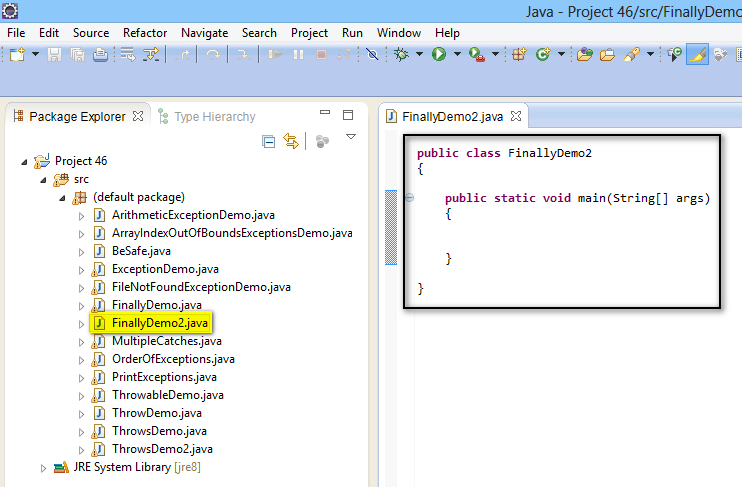 Java - Project 46/src/FinallyDemo
File Edit Source Refactor Navigate Search Project Run Window Help
Package Explorer Type Hierarchy
FinallyDemo2.java
Project 46
src
(default package)
ArithmeticExceptionDemo.java
ArrayIndexOutOfBoundsExceptionsDemo.java
BeSafe.java
ExceptionDemo.java
FileNotFoundExceptionDemo.java
FinallyDemo.java
FinallyDemo2.java
MultipleCatches.java
OrderOfExceptions.java
PrintExceptions.java
ThrowableDemo.java
ThrowDemo.java
ThrowsDemo.java
ThrowsDemo2.java
JRE System Library [jre8]
public class FinallyDemo2
{
public static void main(String[] args)
{
}
}